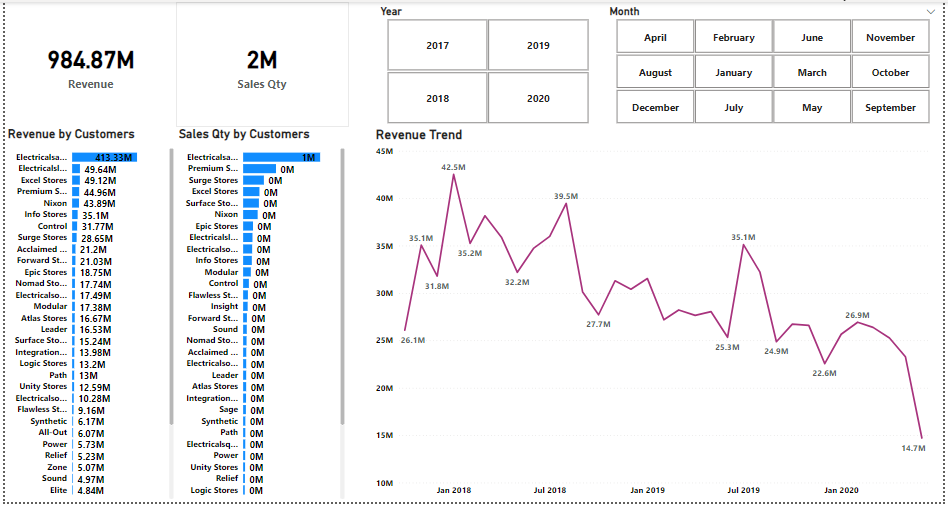 984.87M
Revenue
2M
Sales Qty
Year
2017
2019
2018
2020
Month
April
February
June
November
August
January
March
October
December
July
May
September
Revenue by Customers
Electricalsa... 413.33M
Electricalsl... 49.64M
Excel Stores 49.12M
Premium S... 44.96M
Nixon 43.89M
Info Stores 35.1M
Control 31.77M
Surge Stores 28.65M
Acclaimed ... 21.2M
Forward St... 21.03M
Epic Stores 18.75M
Nomad Sto... 17.74M
Electricalso... 17.49M
Modular 17.38M
Atlas Stores 16.67M
Leader 16.53M
Surface Sto... 15.24M
Integration... 13.98M
Logic Stores 13.2M
Path 13M
Unity Stores 12.59M
Electricalso... 10.28M
Flawless St... 9.16M
Synthetic 6.17M
All-Out 6.07M
Power 5.73M
Relief 5.23M
Zone 5.07M
Sound 4.97M
Elite 4.84M
Sales Qty by Customers
Electricalsa... 1M
Premium S... 0M
Surge Stores 0M
Excel Stores 0M
Surface Sto... 0M
Nixon 0M
Epic Stores 0M
Electricalsl... 0M
Electricalso... 0M
Info Stores 0M
Modular 0M
Control 0M
Flawless St... 0M
Insight 0M
Forward St... 0M
Sound 0M
Nomad Sto... 0M
Acclaimed ... 0M
Electricalso... 0M
Leader 0M
Atlas Stores 0M
Integration... 0M
Sage 0M
Synthetic 0M
Path 0M
Electricalsq... 0M
Power 0M
Unity Stores 0M
Relief 0M
Logic Stores 0M
Revenue Trend
45M
40M
35M
30M
25M
20M
15M
10M
26.1M
35.1M
31.8M
42.5M
35.2M
32.2M
39.5M
27.7M
25.3M
35.1M
24.9M
22.6M
26.9M
14.7M
Jan 2018
Jul 2018
Jan 2019
Jul 2019
Jan 2020